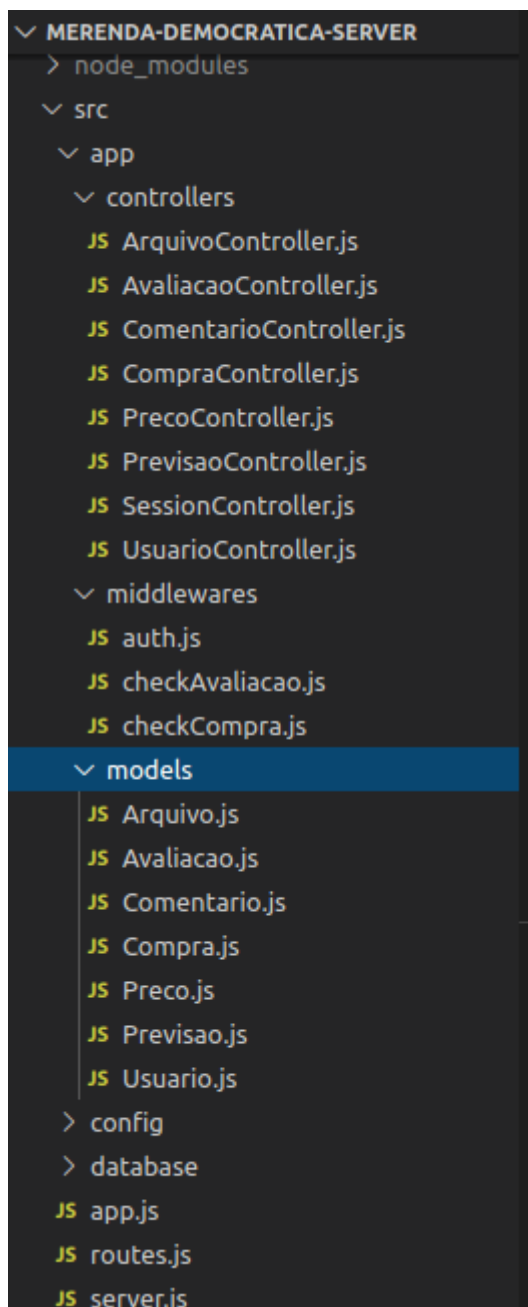 MERENDA-DEMOCRATICA-SERVER
node_modules
src
app
controllers
JS ArquivoController.js
JS AvaliacaoController.js
JS ComentarioController.js
JS CompraController.js
JS PrecoController.js
JS PrevisaoController.js
JS SessionController.js
JS UsuarioController.js
middlewares
JS auth.js
JS checkAvaliacao.js
JS checkCompra.js
models
JS Arquivo.js
JS Avaliacao.js
JS Comentario.js
JS Compra.js
JS Preco.js
JS Previsao.js
JS Usuario.js
config
database
JS app.js
JS routes.js
JS server.js